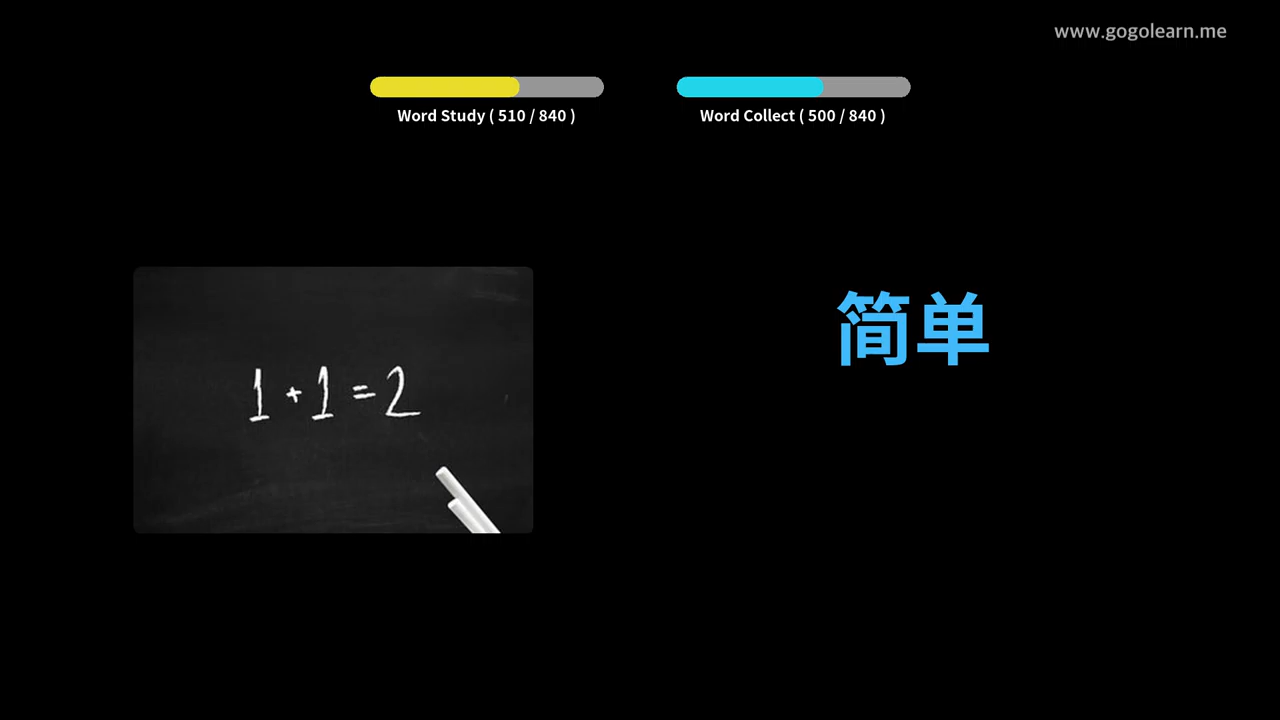 www.gogolearn.me
Word Study ( 510 / 840 )
Word Collect ( 500 / 840 )
简单
1 + 1 = 2